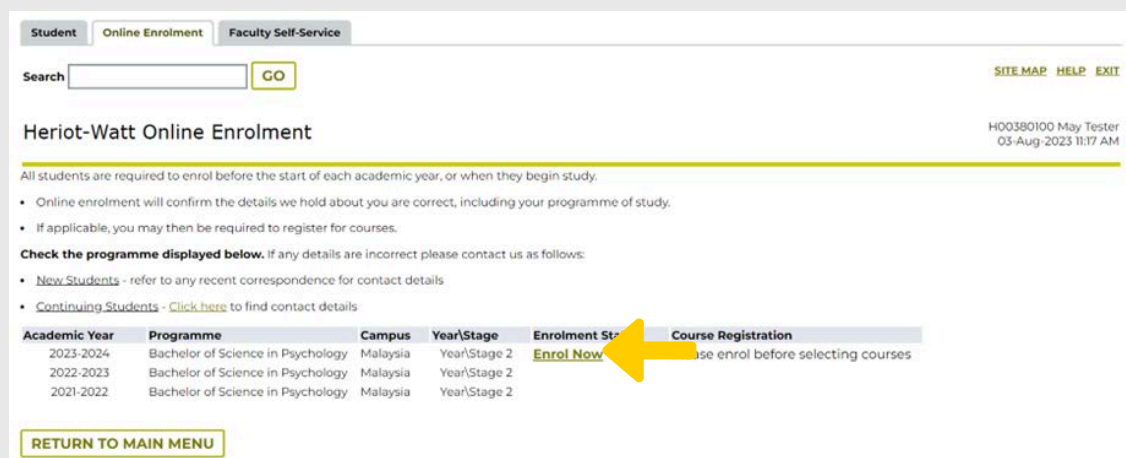 Student Online Enrolment Faculty Self-Service
Search GO SITE MAP HELP EXIT
Heriot-Watt Online Enrolment
H00380100 May Tester
03-Aug-2023 11:17 AM
All students are required to enrol before the start of each academic year, or when they begin study.
• Online enrolment will confirm the details we hold about you are correct, including your programme of study.
• If applicable, you may then be required to register for courses.
Check the programme displayed below. If any details are incorrect please contact us as follows:
• New Students - refer to any recent correspondence for contact details
• Continuing Students - Click here to find contact details
Academic Year Programme Campus Year\Stage Enrolment Course Registration
2023-2024 Bachelor of Science in Psychology Malaysia Year\Stage 2 Enrol Now enrol before selecting courses
2022-2023 Bachelor of Science in Psychology Malaysia Year\Stage 2
2021-2022 Bachelor of Science in Psychology Malaysia Year\Stage 2
RETURN TO MAIN MENU